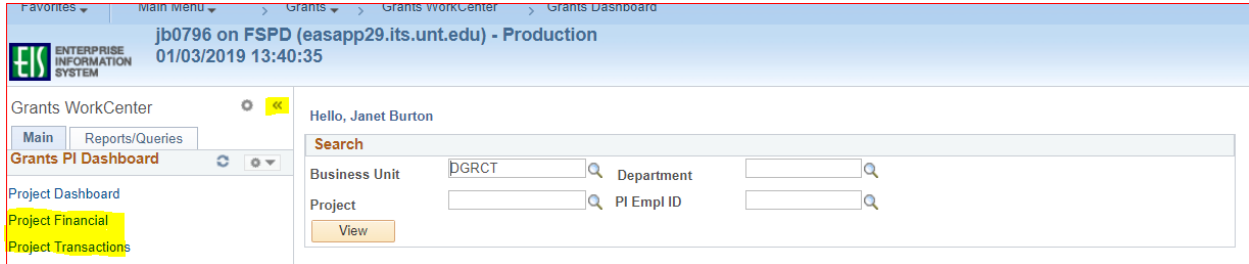 Favorites Main Menu > Grants > Grants WorkCenter > Grants Dashboard
jb0796 on FSPD (easapp29.its.unt.edu) - Production
01/03/2019 13:40:35
EIS ENTERPRISE INFORMATION SYSTEM
Grants WorkCenter «
Main Reports/Queries
Grants PI Dashboard
Project Dashboard
Project Financial
Project Transactions
Hello, Janet Burton
Search
Business Unit DGRCT Department
Project PI Empl ID
View